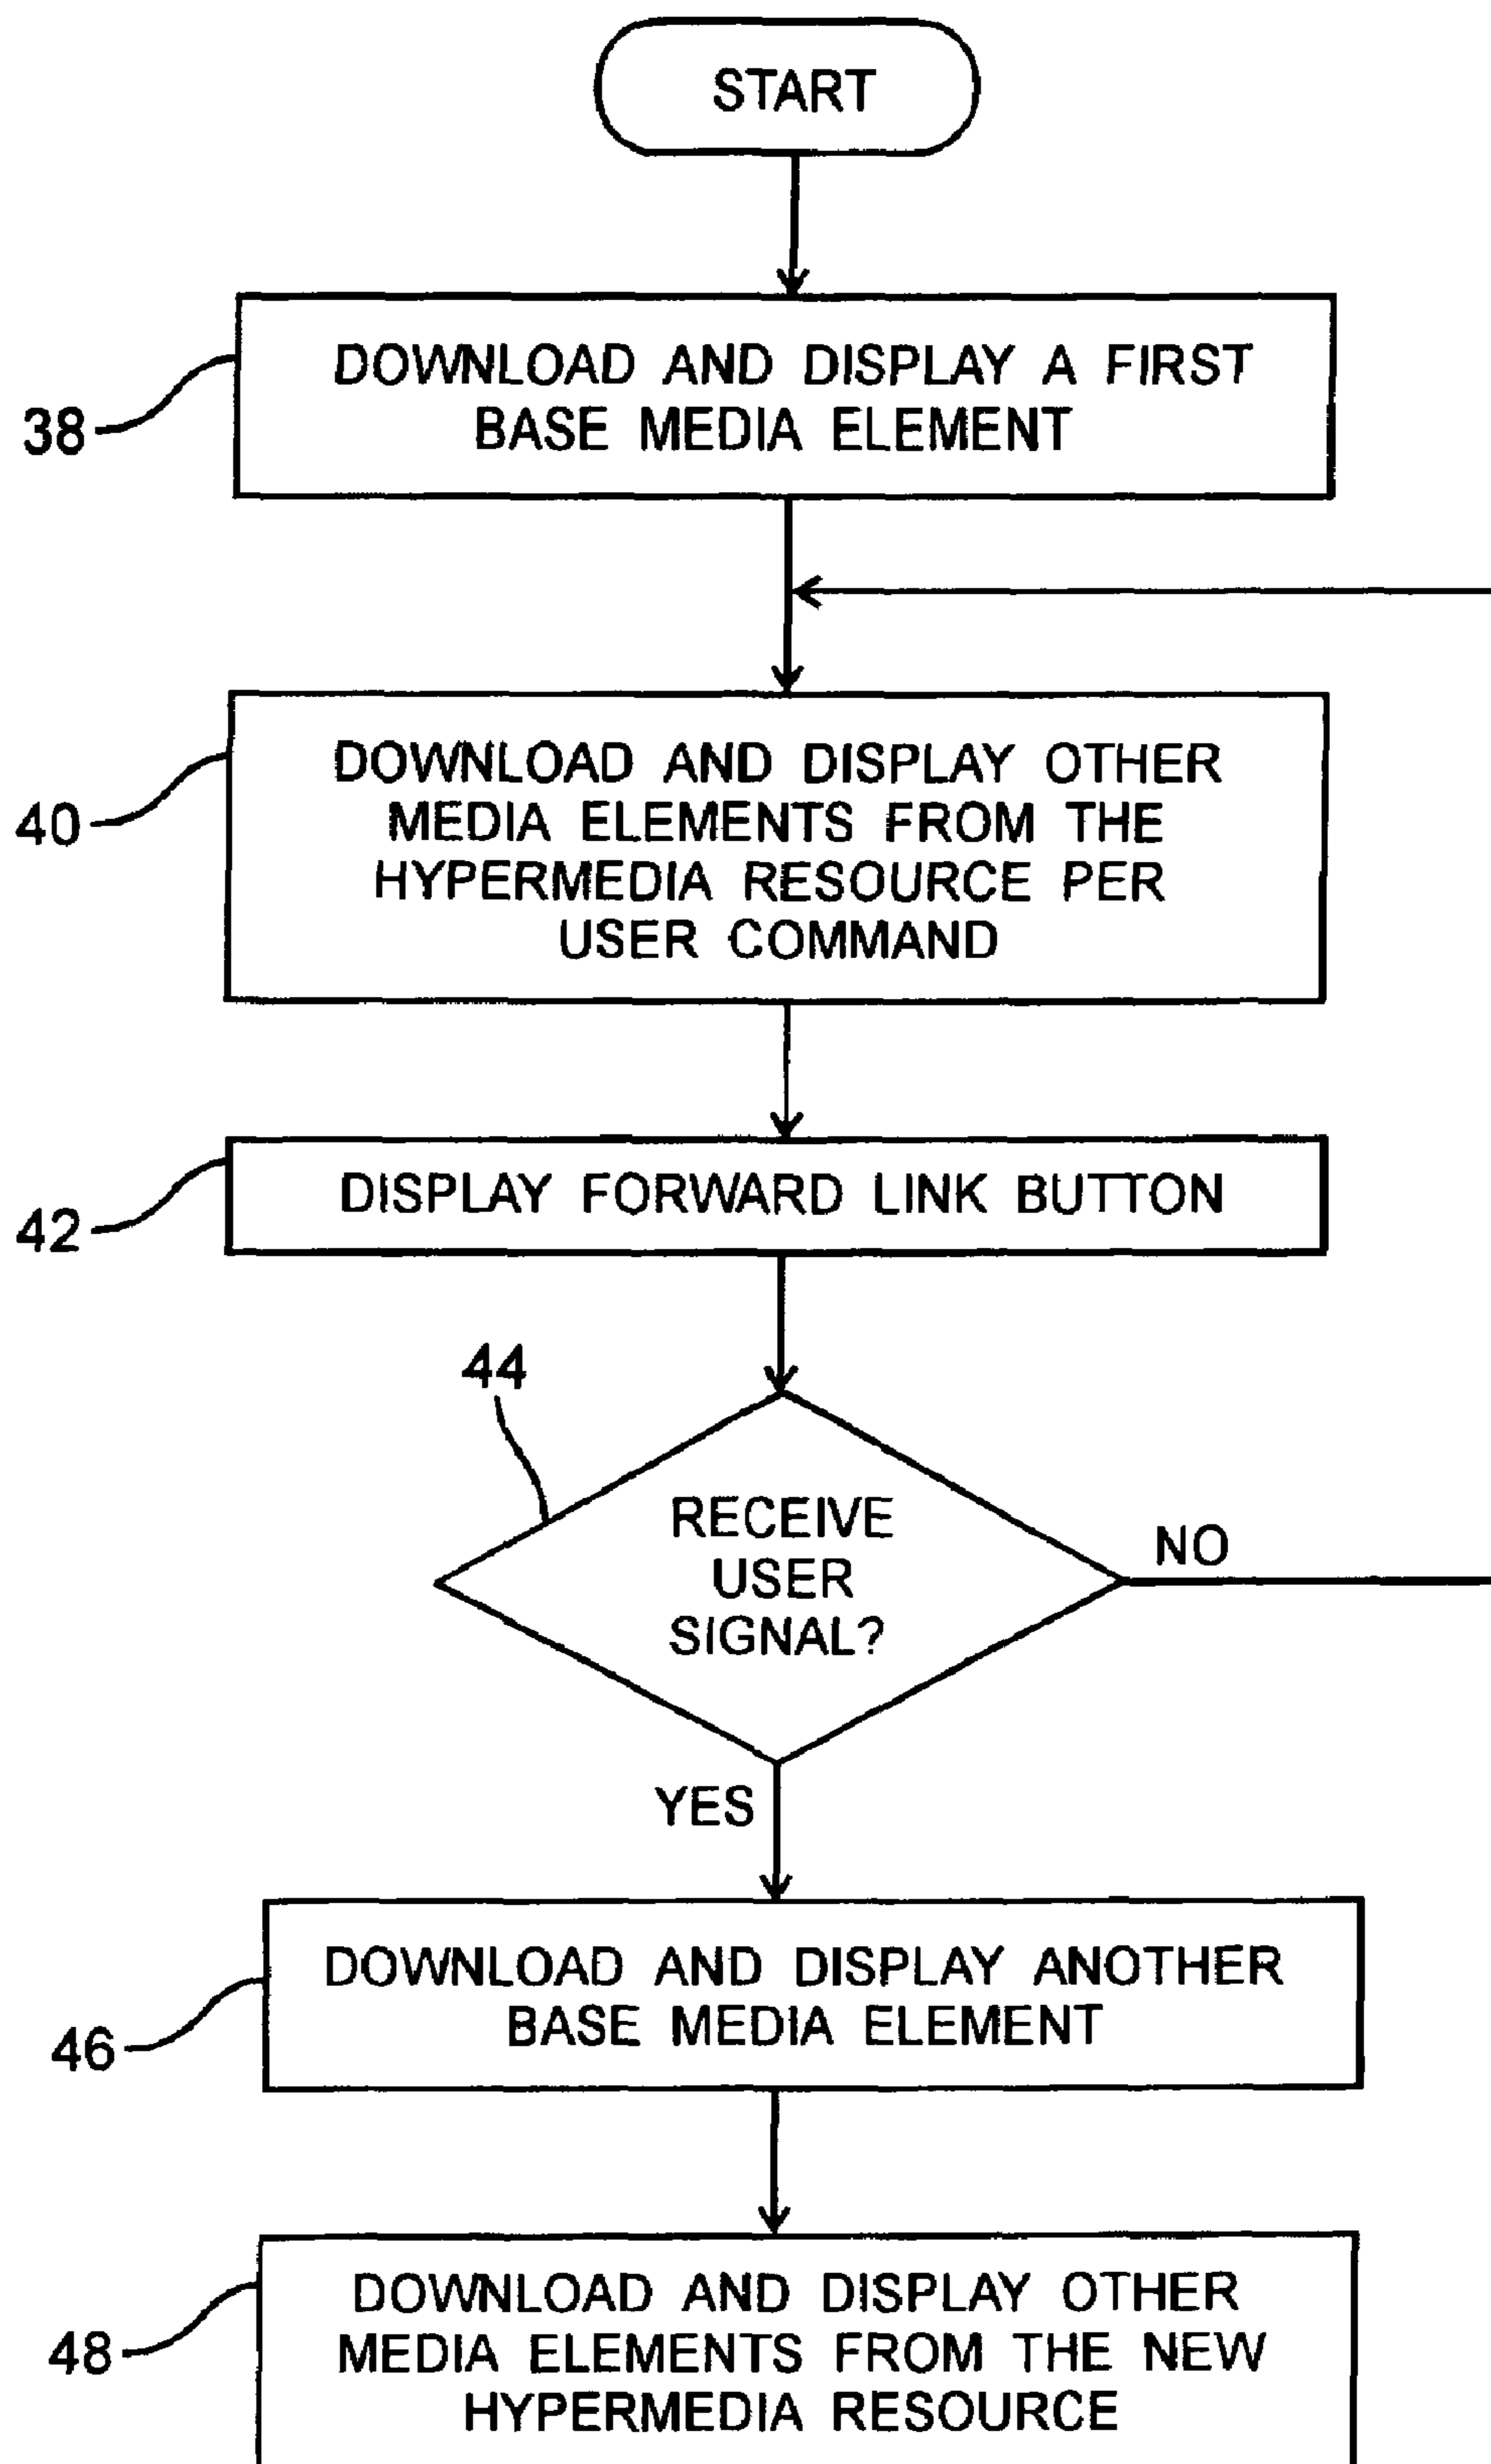 START
DOWNLOAD AND DISPLAY A FIRST
BASE MEDIA ELEMENT
38
DOWNLOAD AND DISPLAY OTHER
MEDIA ELEMENTS FROM THE
HYPERMEDIA RESOURCE PER
USER COMMAND
40
DISPLAY FORWARD LINK BUTTON
42
44
RECEIVE
USER
SIGNAL?
NO
YES
DOWNLOAD AND DISPLAY ANOTHER
BASE MEDIA ELEMENT
46
DOWNLOAD AND DISPLAY OTHER
MEDIA ELEMENTS FROM THE NEW
HYPERMEDIA RESOURCE
48